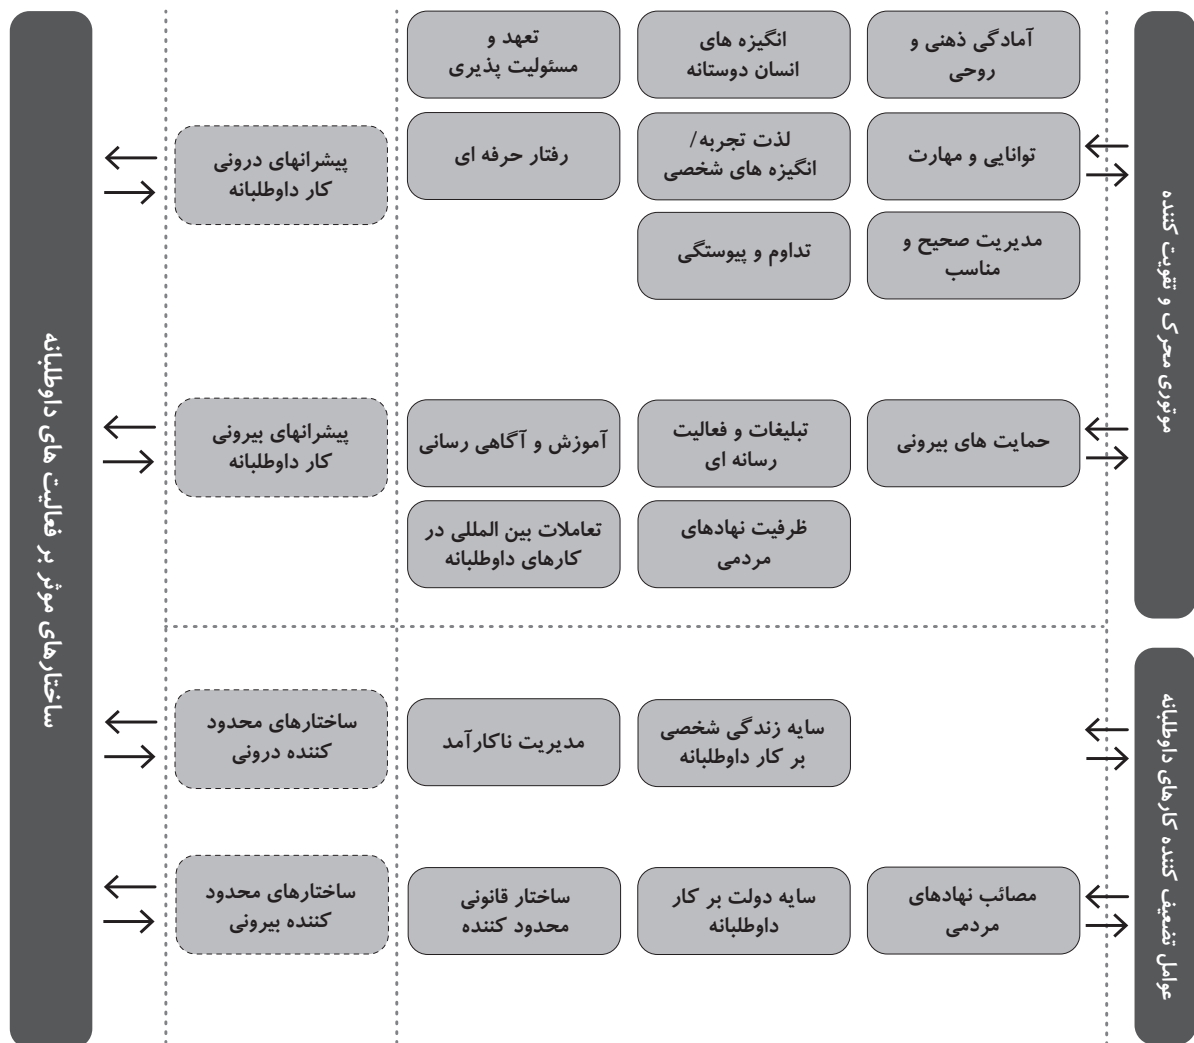 موتوری محرک و تقویت کننده
آمادگی ذهنی و
روحی
انگیزه های
انسان دوستانه
تعهد و
مسئولیت پذیری
توانایی و مهارت
لذت تجربه/
انگیزه های شخصی
رفتار حرفه ای
مدیریت صحیح و
مناسب
تداوم و پیوستگی
پیشرانهای درونی
کار داوطلبانه
حمایت های بیرونی
تبلیغات و فعالیت
رسانه ای
آموزش و آگاهی رسانی
ظرفیت نهادهای
مردمی
تعاملات بین المللی در
کارهای داوطلبانه
پیشرانهای بیرونی
کار داوطلبانه
عوامل تضعیف کننده کارهای داوطلبانه
سایه زندگی شخصی
بر کار داوطلبانه
مدیریت ناکارآمد
ساختارهای محدود
کننده درونی
مصائب نهادهای
مردمی
سایه دولت بر کار
داوطلبانه
ساختار قانونی
محدود کننده
ساختارهای محدود
کننده بیرونی
ساختارهای موثر بر فعالیت های داوطلبانه